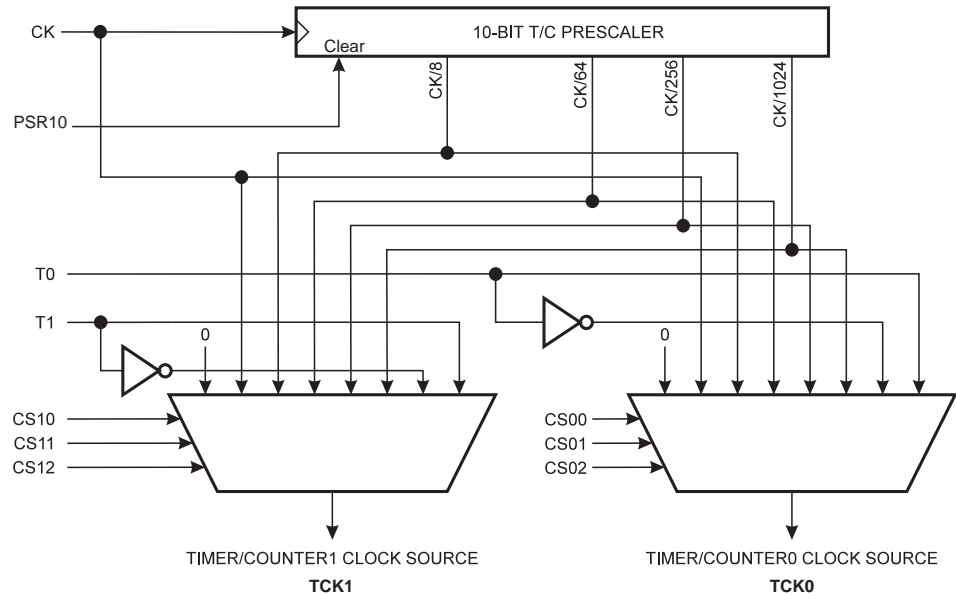 CK
10-BIT T/C PRESCALER
Clear
PSR10
CK/8
CK/64
CK/256
CK/1024
T0
T1
0
0
CS10
CS11
CS12
CS00
CS01
CS02
TIMER/COUNTER1 CLOCK SOURCE
TCK1
TIMER/COUNTER0 CLOCK SOURCE
TCK0